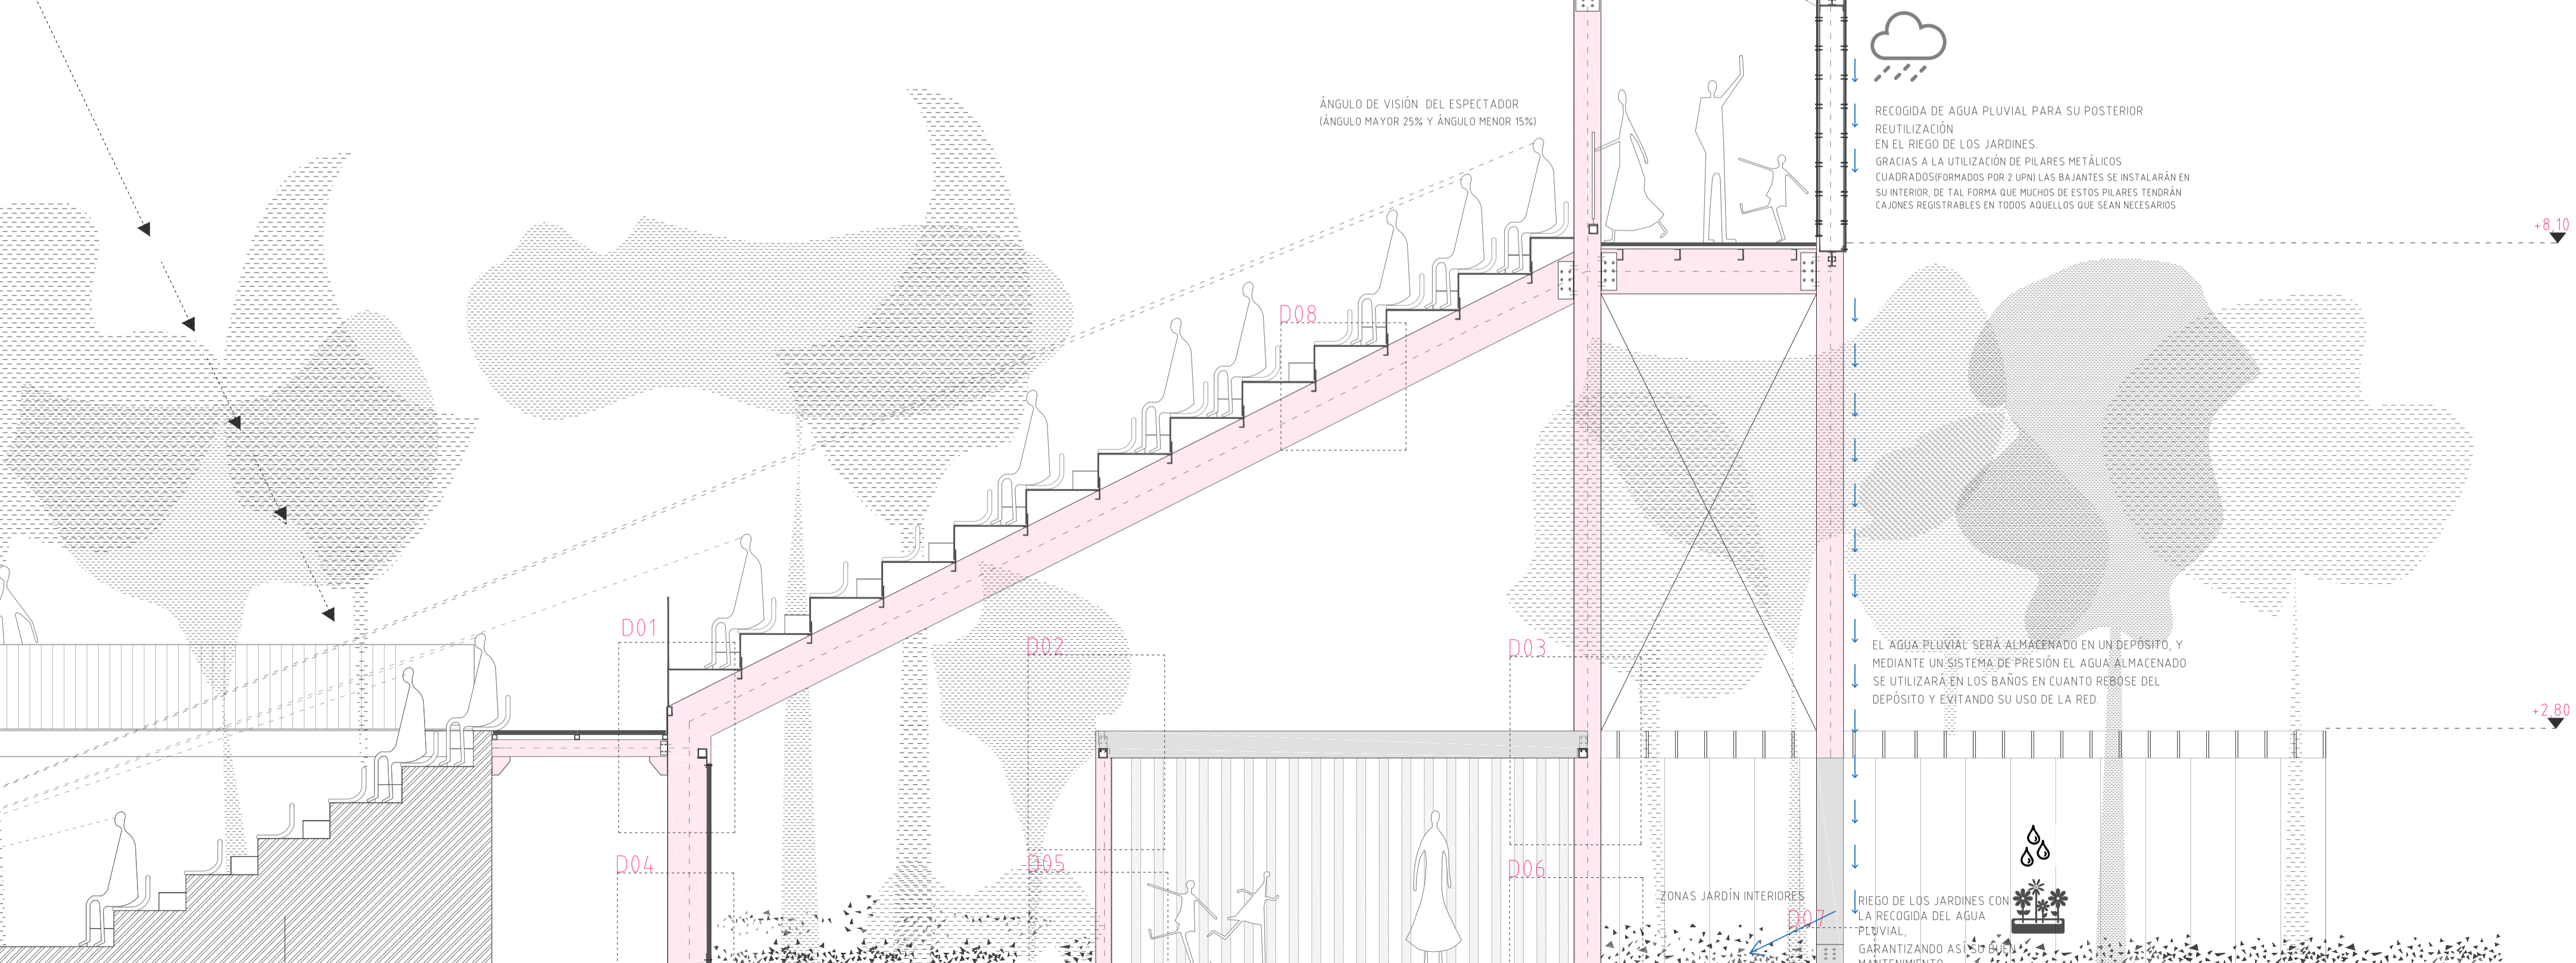 ÁNGULO DE VISIÓN DEL ESPECTADOR
(ÁNGULO MAYOR 25% Y ÁNGULO MENOR 15%)
RECOGIDA DE AGUA PLUVIAL PARA SU POSTERIOR
REUTILIZACIÓN
EN EL RIEGO DE LOS JARDINES.
GRACIAS A LA UTILIZACIÓN DE PILARES METÁLICOS
CUADRADOS(FORMADOS POR 2 UPN) LAS BAJANTES SE INSTALARÁN EN
SU INTERIOR, DE TAL FORMA QUE MUCHOS DE ESTOS PILARES TENDRÁN
CAJONES REGISTRABLES EN TODOS AQUELLOS QUE SEAN NECESARIOS
+8,10
D08
D01
D02
D03
EL AGUA PLUVIAL SERÁ ALMACENADO EN UN DEPÓSITO, Y
MEDIANTE UN SISTEMA DE PRESIÓN EL AGUA ALMACENADO
SE UTILIZARÁ EN LOS BAÑOS EN CUANTO REBOSE DEL
DEPÓSITO Y EVITANDO SU USO DE LA RED.
+2,80
D04
D05
D06
ZONAS JARDÍN INTERIORES
D07
RIEGO DE LOS JARDINES CON
LA RECOGIDA DEL AGUA
PLUVIAL,
GARANTIZANDO ASÍ SU BUEN
MANTENIMIENTO